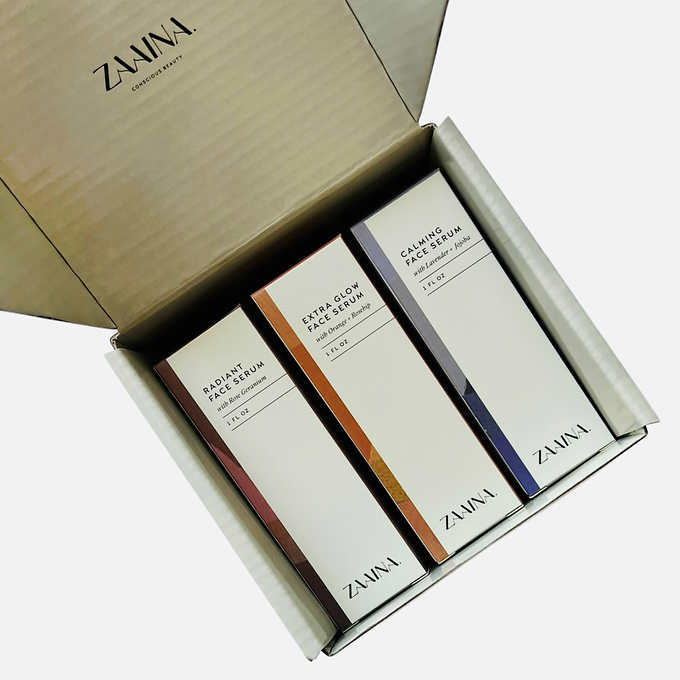 ZAAINA.
CONSCIOUS BEAUTY
RADIANT
FACE SERUM
with Rose Geranium
1 FL OZ
ZAAINA.
EXTRA GLOW
FACE SERUM
with Orange + Rosehip
1 FL OZ
ZAAINA.
CALMING
FACE SERUM
with Lavender + Jojoba
1 FL OZ
ZAAINA.